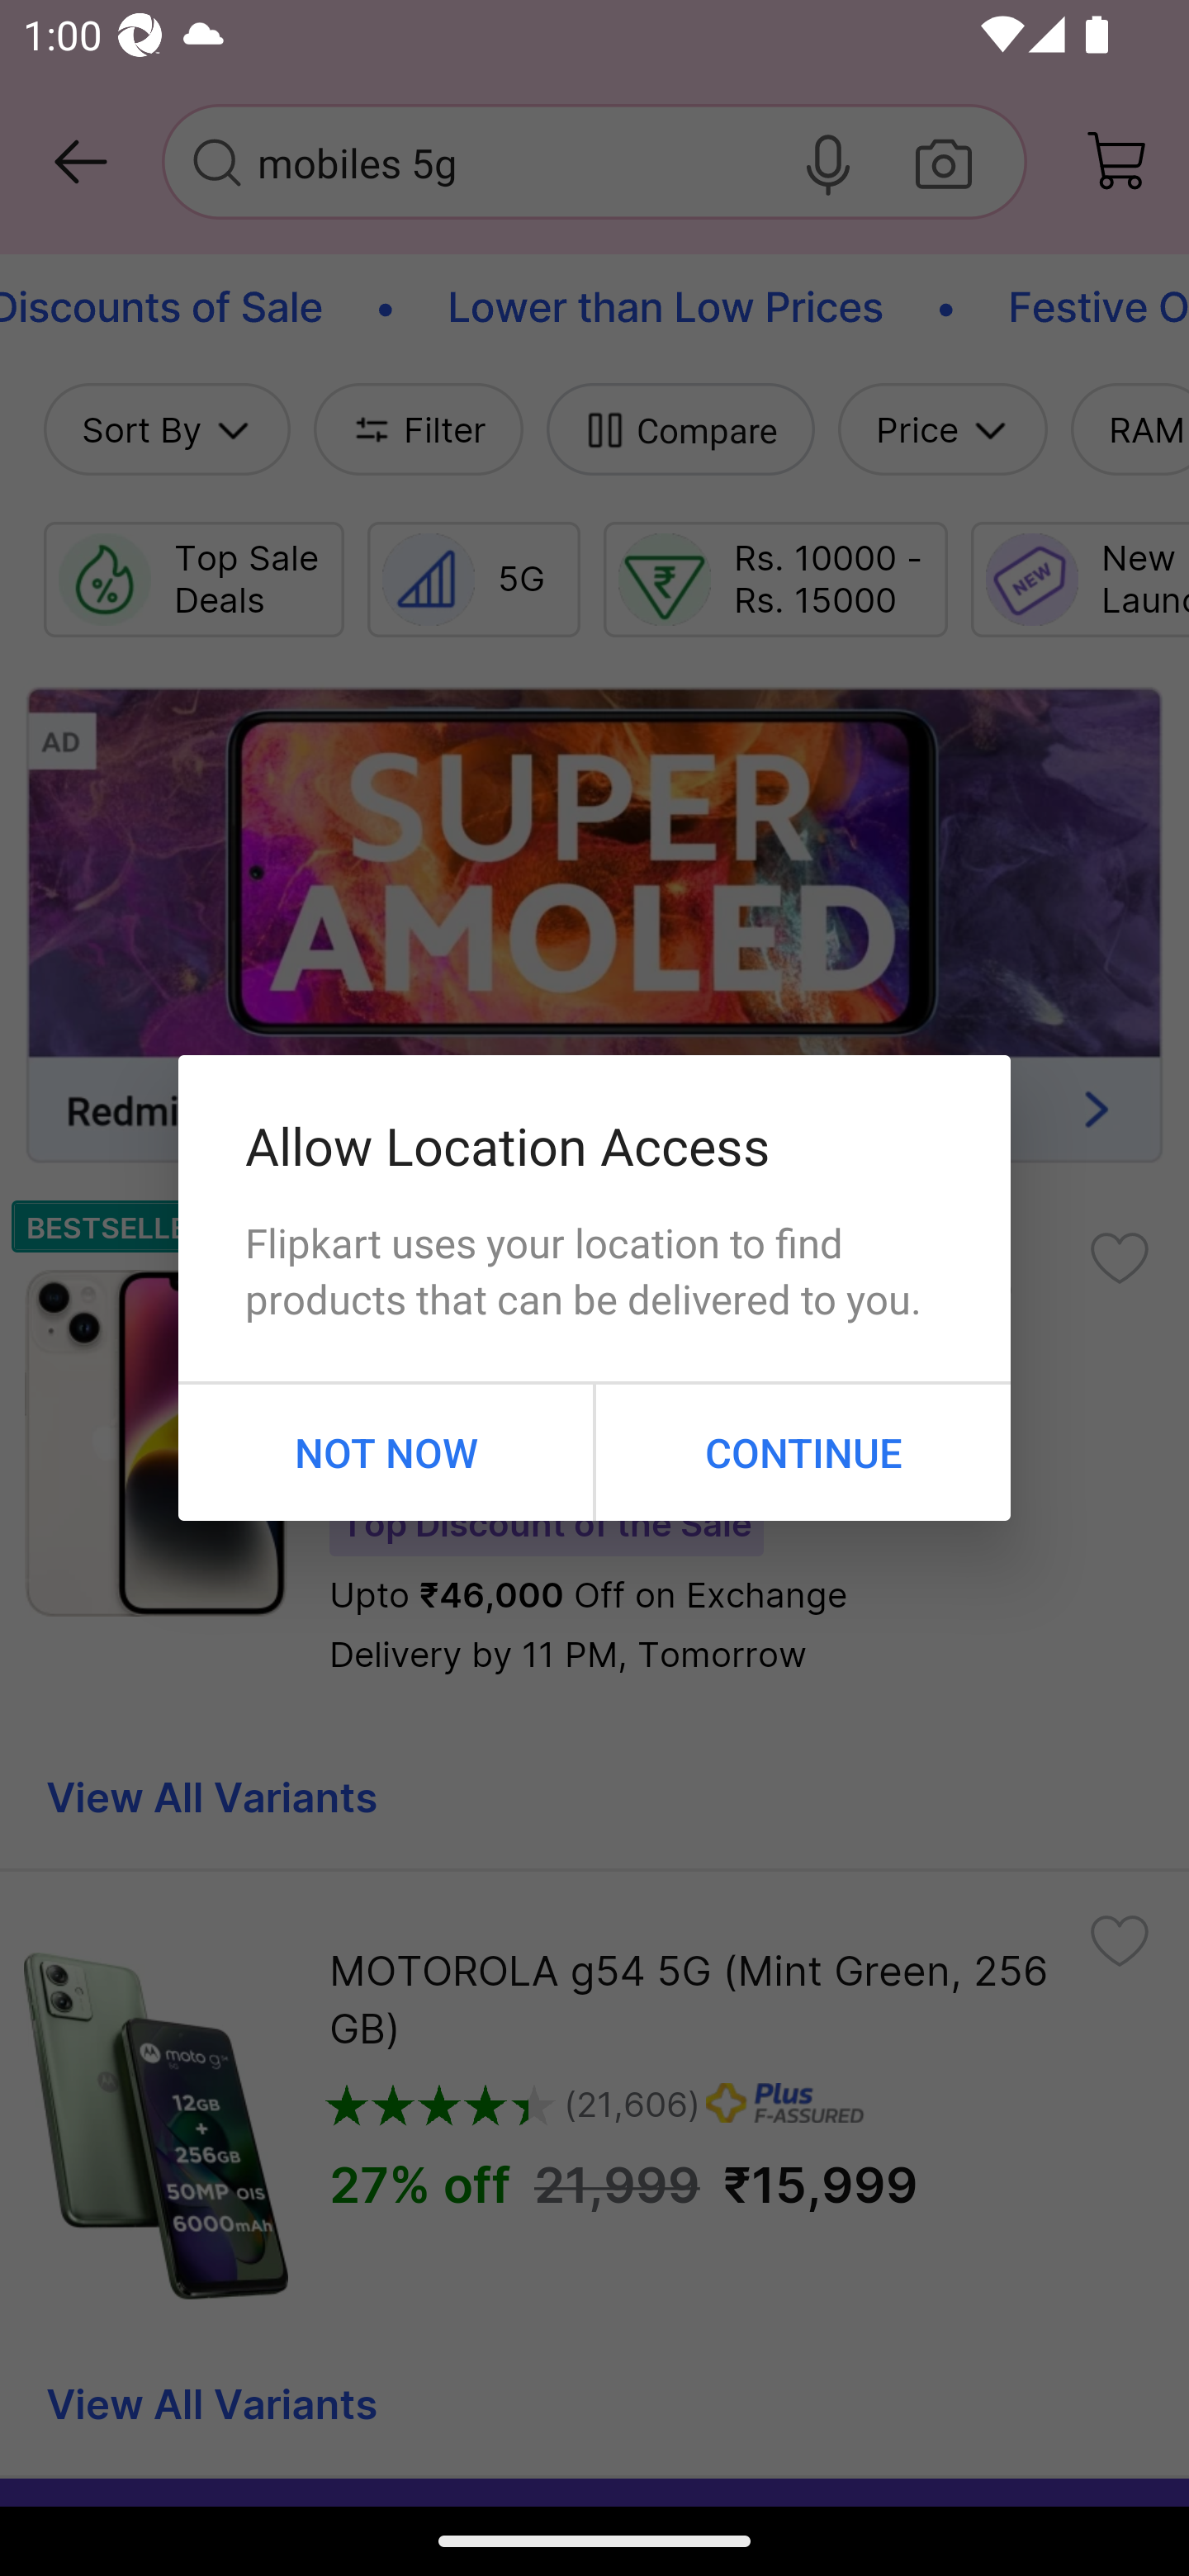 1:00
mobiles 5g
Discounts of Sale • Lower than Low Prices • Festive O
Sort By Filter Compare Price RAM
Top Sale
Deals
5G
Rs. 10000 -
Rs. 15000
New
Laun
NEW
AD
SUPER
AMOLED
Redmi
Allow Location Access
Flipkart uses your location to find
products that can be delivered to you.
NOT NOW CONTINUE
BESTSELLE
Top Discount of the Sale
Upto ₹46,000 Off on Exchange
Delivery by 11 PM, Tomorrow
View All Variants
MOTOROLA g54 5G (Mint Green, 256
GB)
(21,606) Plus
F-ASSURED
27% off 21,999 ₹15,999
moto g
12GB
+
256GB
50MP OIS
6000mAh
View All Variants